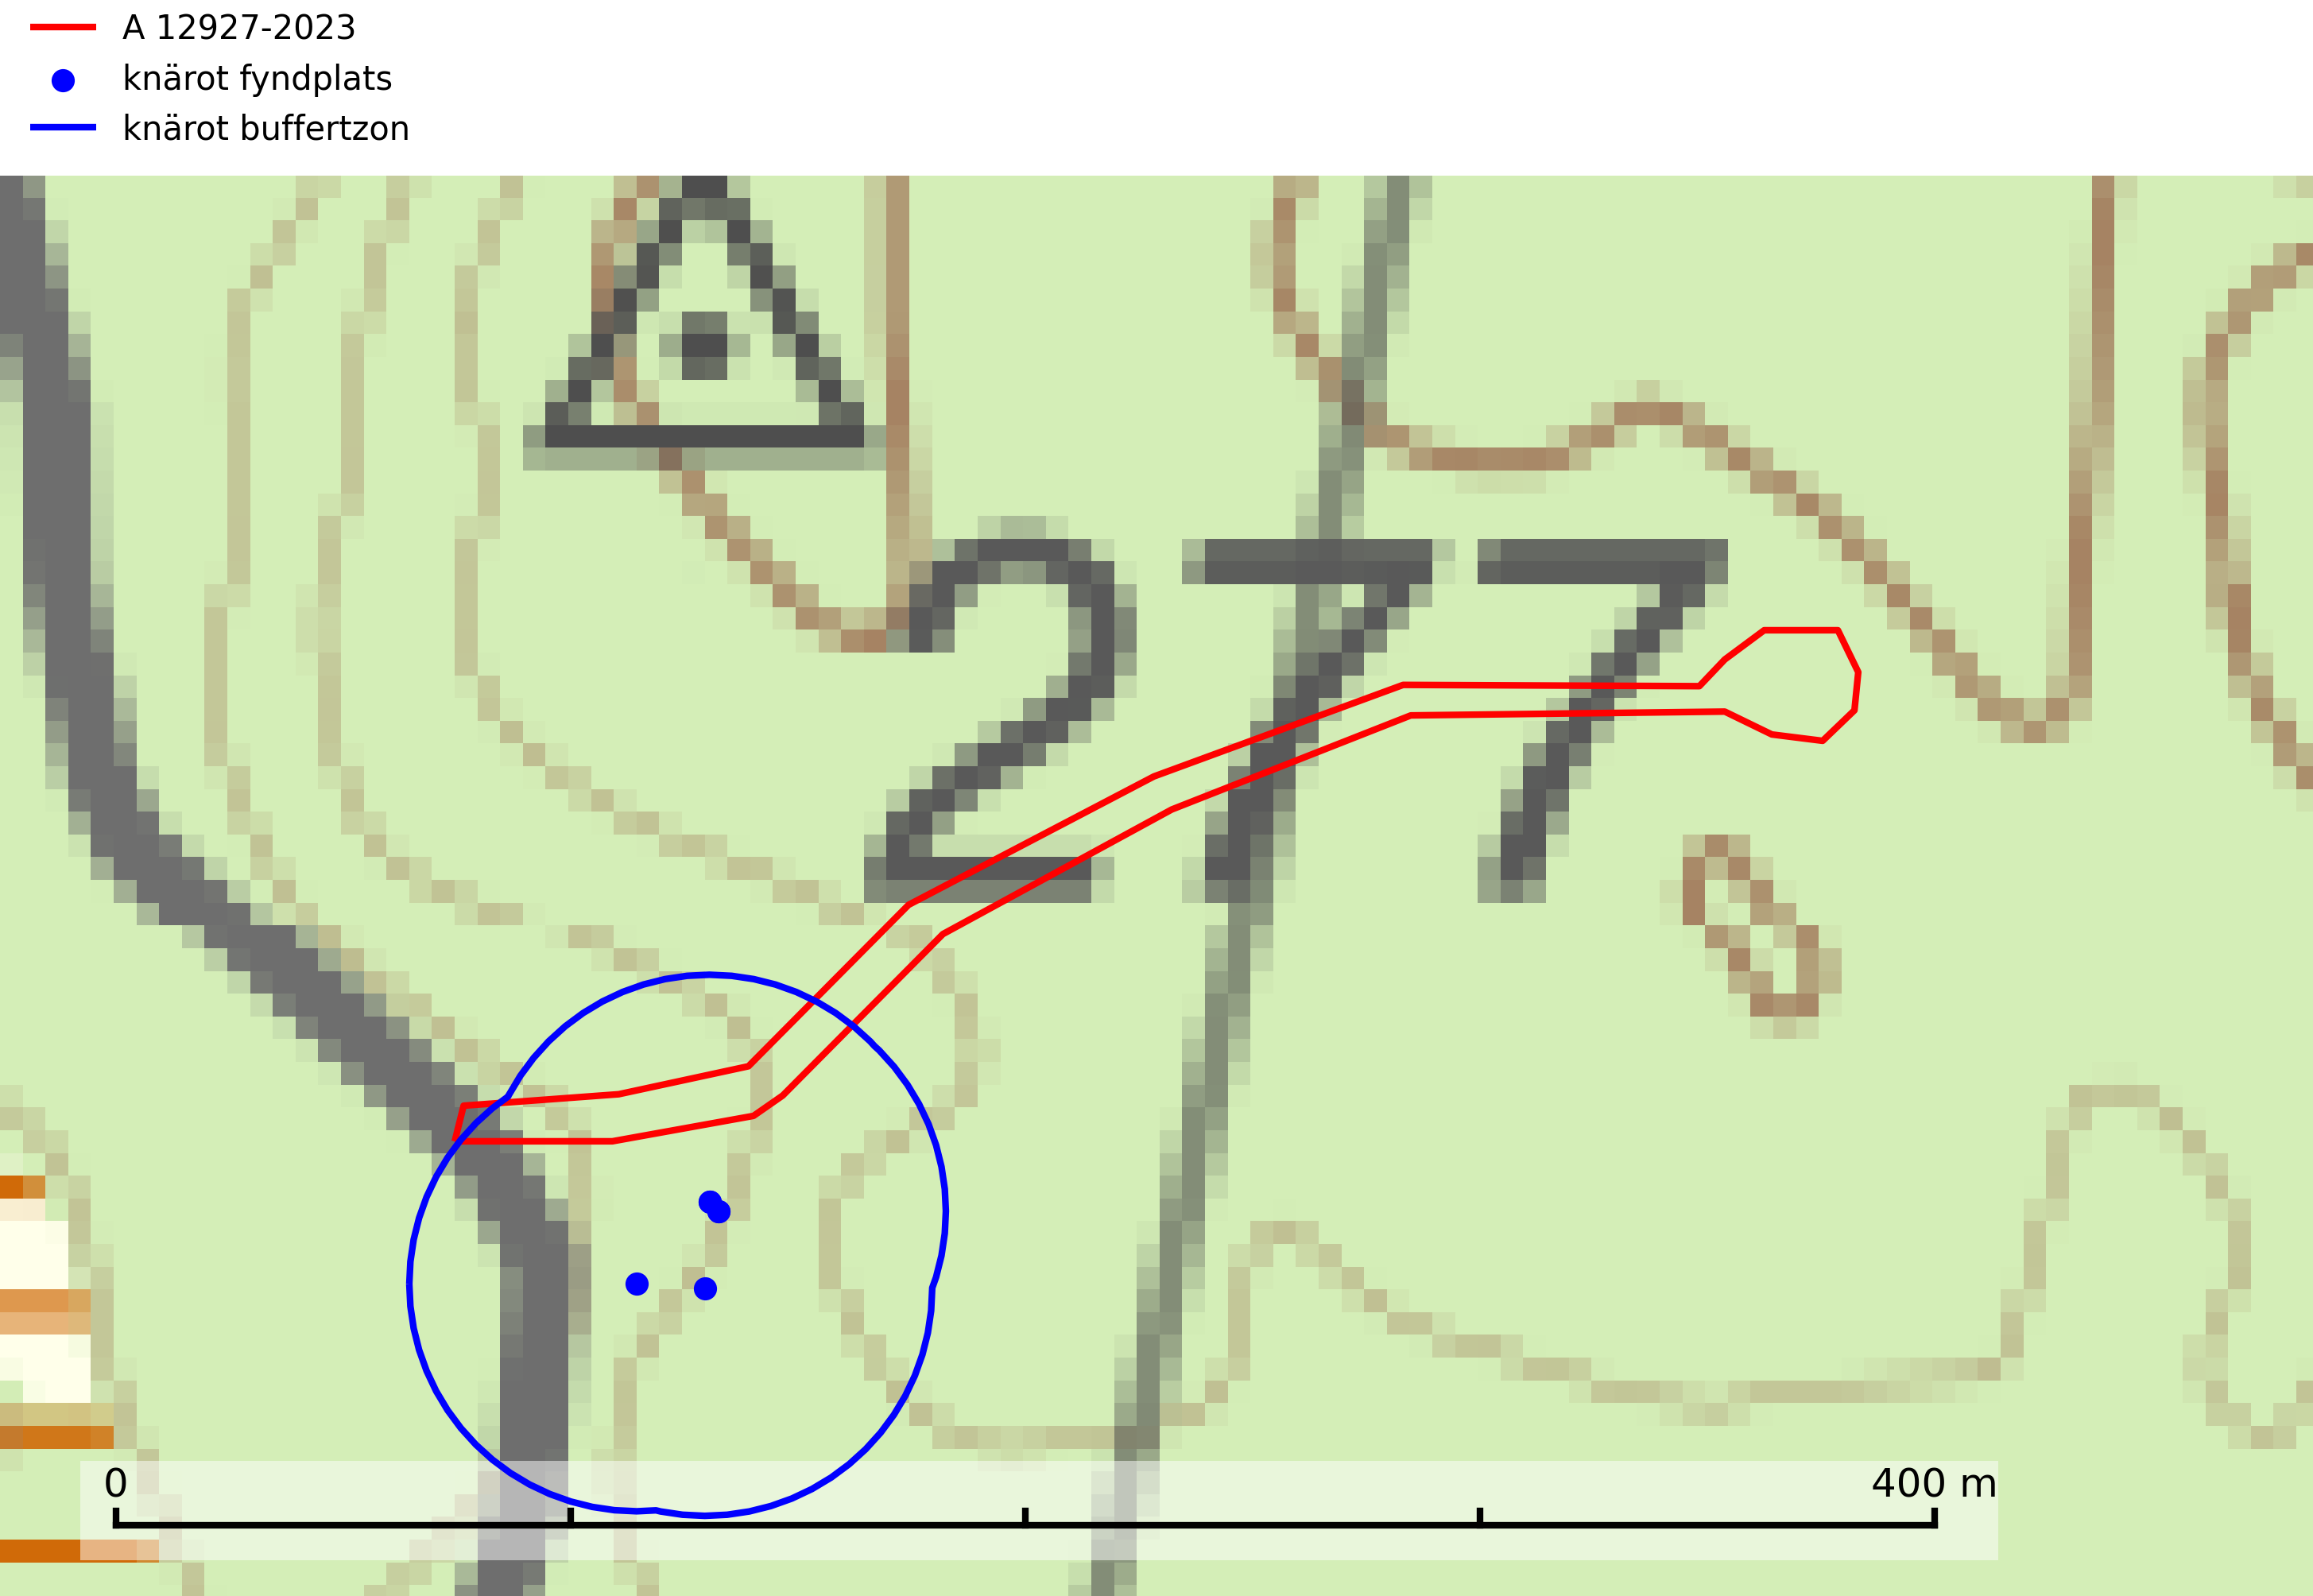 A 12927-2023
knärot fyndplats
knärot buffertzon
277
0 400 m